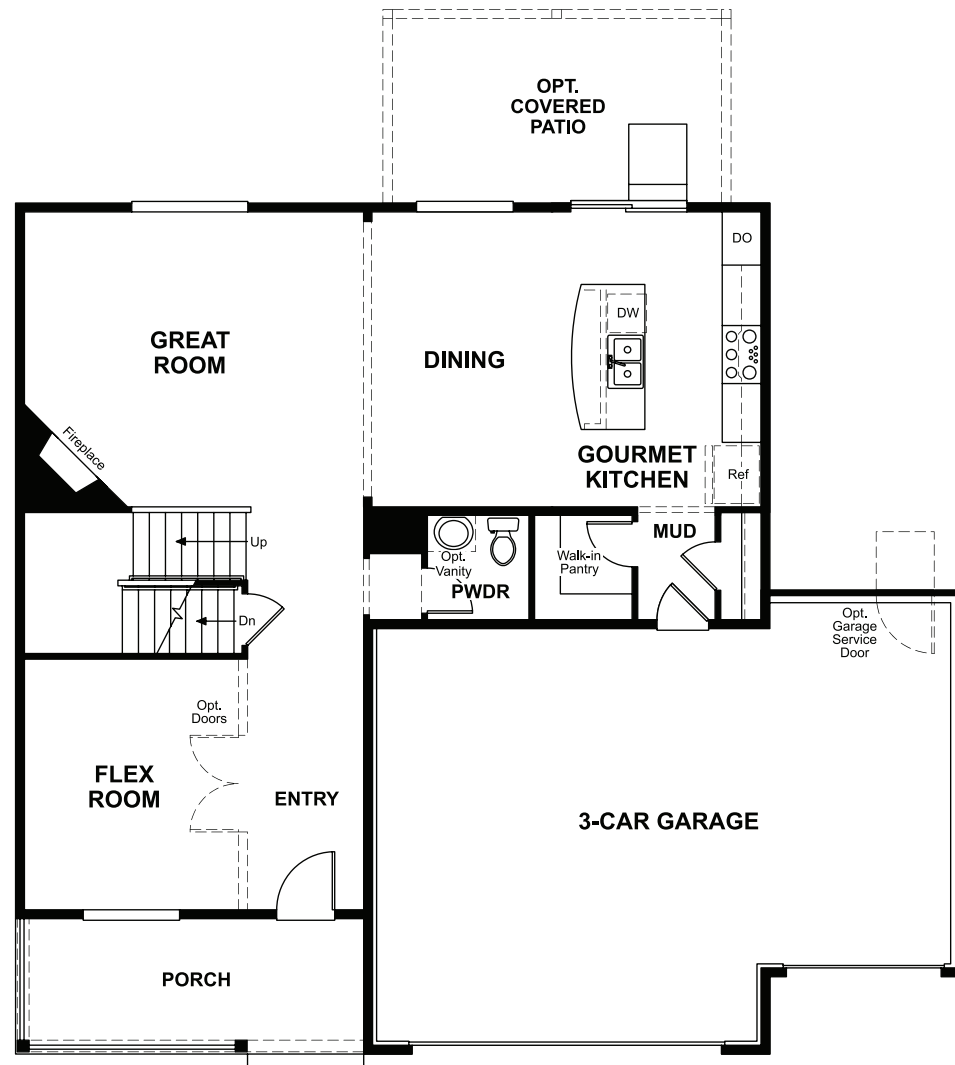 OPT.
COVERED
PATIO
DO
DW
GREAT
ROOM
DINING
Fireplace
GOURMET
KITCHEN
Ref
MUD
Up
Opt.
Vanity
PWDR
Walk-in
Pantry
Dn
Opt.
Garage
Service
Door
Opt.
Doors
FLEX
ROOM
ENTRY
3-CAR GARAGE
PORCH